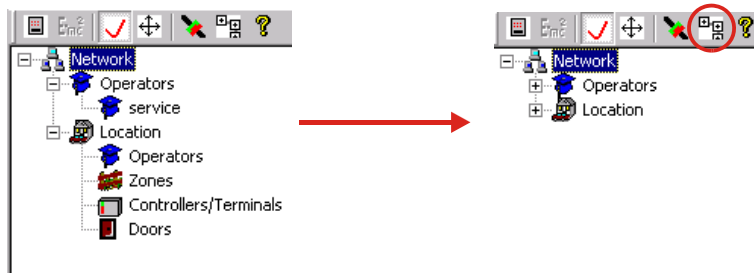 Network
Operators
service
Location
Operators
Zones
Controllers/Terminals
Doors
Network
Operators
Location